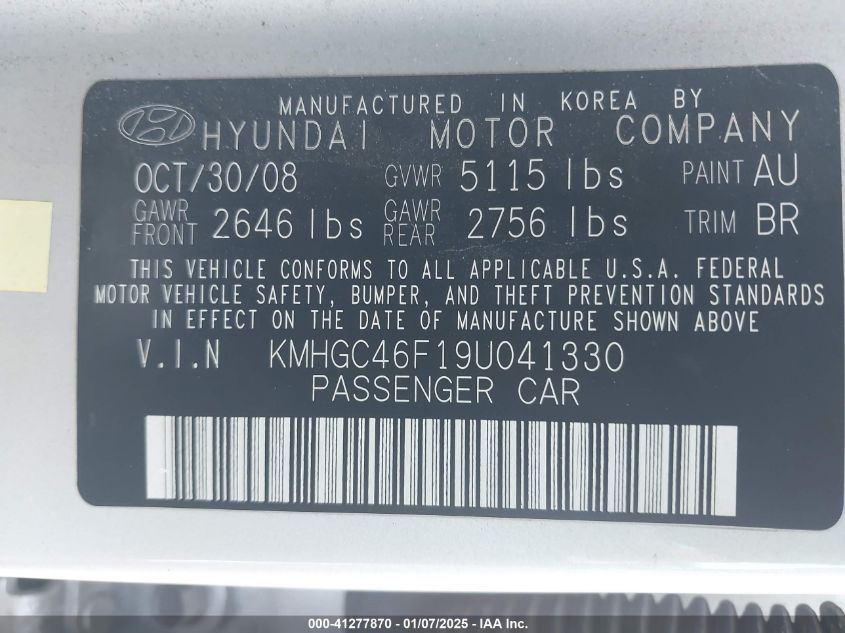 MANUFACTURED IN KOREA BY
HYUNDAI MOTOR COMPANY
OCT/30/08 GVWR 5115 lbs PAINT AU
GAWR FRONT 2646 lbs GAWR REAR 2756 lbs TRIM BR
THIS VEHICLE CONFORMS TO ALL APPLICABLE U.S.A. FEDERAL
MOTOR VEHICLE SAFETY, BUMPER, AND THEFT PREVENTION STANDARDS
IN EFFECT ON THE DATE OF MANUFACTURE SHOWN ABOVE
V.I.N KMHGC46F19U041330
PASSENGER CAR
000-41277870 - 01/07/2025 - IAA Inc.